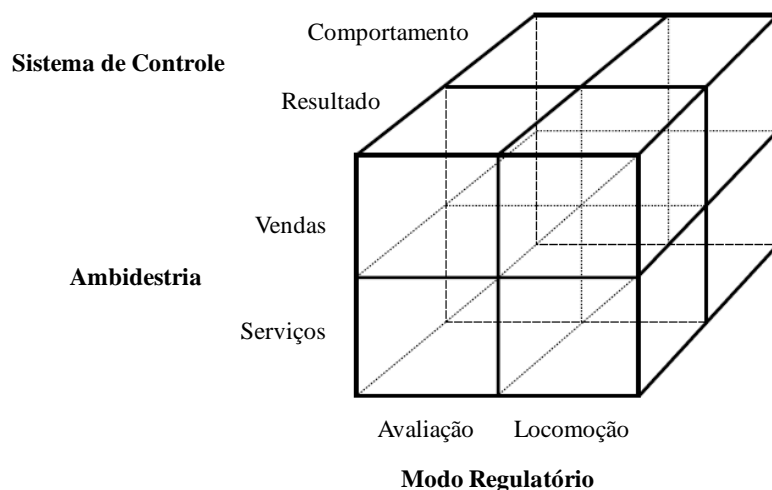 Comportamento
Sistema de Controle
Resultado
Vendas
Ambidestria
Serviços
Avaliação Locomoção
Modo Regulatório